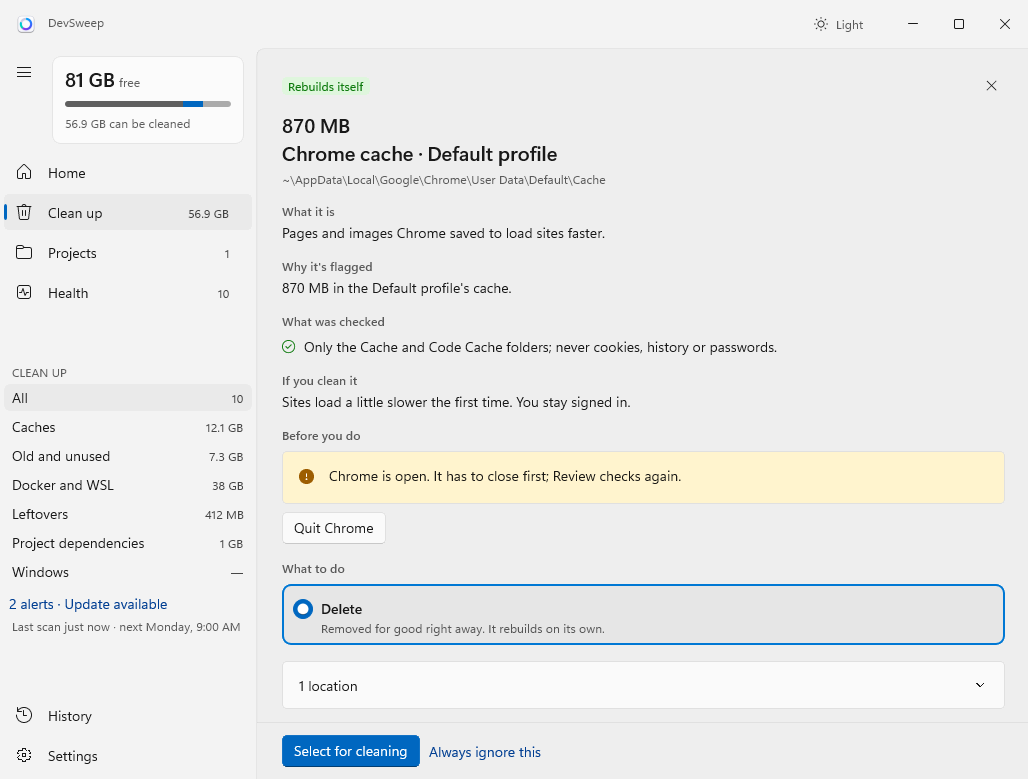 DevSweep
Light
81 GB free
56.9 GB can be cleaned
Home
Clean up 56.9 GB
Projects 1
Health 10
CLEAN UP
All 10
Caches 12.1 GB
Old and unused 7.3 GB
Docker and WSL 38 GB
Leftovers 412 MB
Project dependencies 1 GB
Windows —
2 alerts · Update available
Last scan just now · next Monday, 9:00 AM
History
Settings
Rebuilds itself
870 MB
Chrome cache · Default profile
~\AppData\Local\Google\Chrome\User Data\Default\Cache
What it is
Pages and images Chrome saved to load sites faster.
Why it's flagged
870 MB in the Default profile's cache.
What was checked
Only the Cache and Code Cache folders; never cookies, history or passwords.
If you clean it
Sites load a little slower the first time. You stay signed in.
Before you do
Chrome is open. It has to close first; Review checks again.
Quit Chrome
What to do
Delete
Removed for good right away. It rebuilds on its own.
1 location
Select for cleaning
Always ignore this